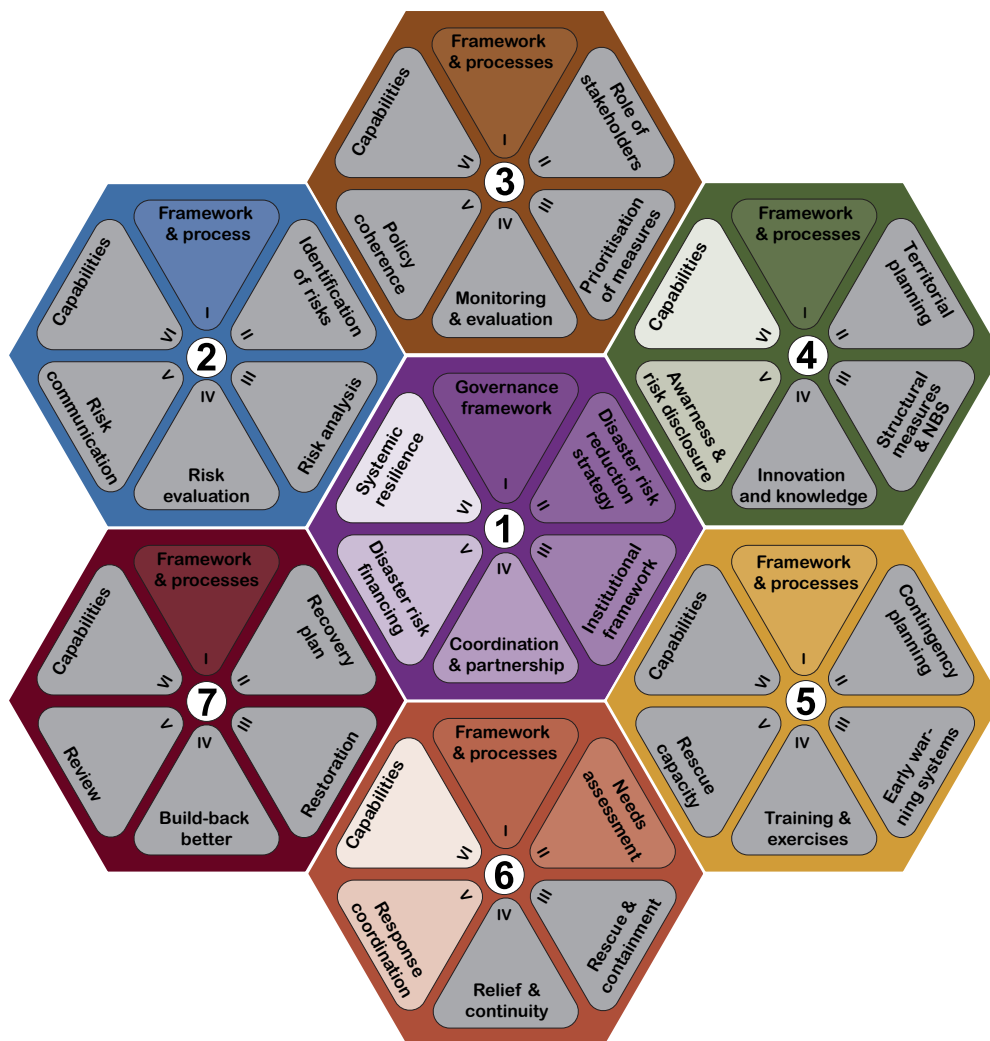 Framework
& processes
I
Role of
stakeholders
II
Prioritisation
of measures
III
Monitoring
& evaluation
IV
Policy
coherence
V
Capabilities
VI
3
Framework
& process
I
Identification
of risks
II
Risk analysis
III
Risk
evaluation
IV
Risk
communication
V
Capabilities
VI
2
Framework
& processes
I
Territorial
planning
II
Structural
measures
& NBS
III
Innovation
and knowledge
IV
Awarness &
risk disclosure
V
Capabilities
VI
4
Governance
framework
I
Disaster risk
reduction
strategy
II
Institutional
framework
III
Coordination
& partnership
IV
Disaster risk
financing
V
Systemic
resilience
VI
1
Framework
& processes
I
Recovery
plan
II
Restoration
III
Build-back
better
IV
Review
V
Capabilities
VI
7
Framework
& processes
I
Contingency
planning
II
Early war-
ning systems
III
Training &
exercises
IV
Rescue
capacity
V
Capabilities
VI
5
Framework
& processes
I
Needs
assessment
II
Rescue &
containment
III
Relief &
continuity
IV
Response
coordination
V
Capabilities
VI
6